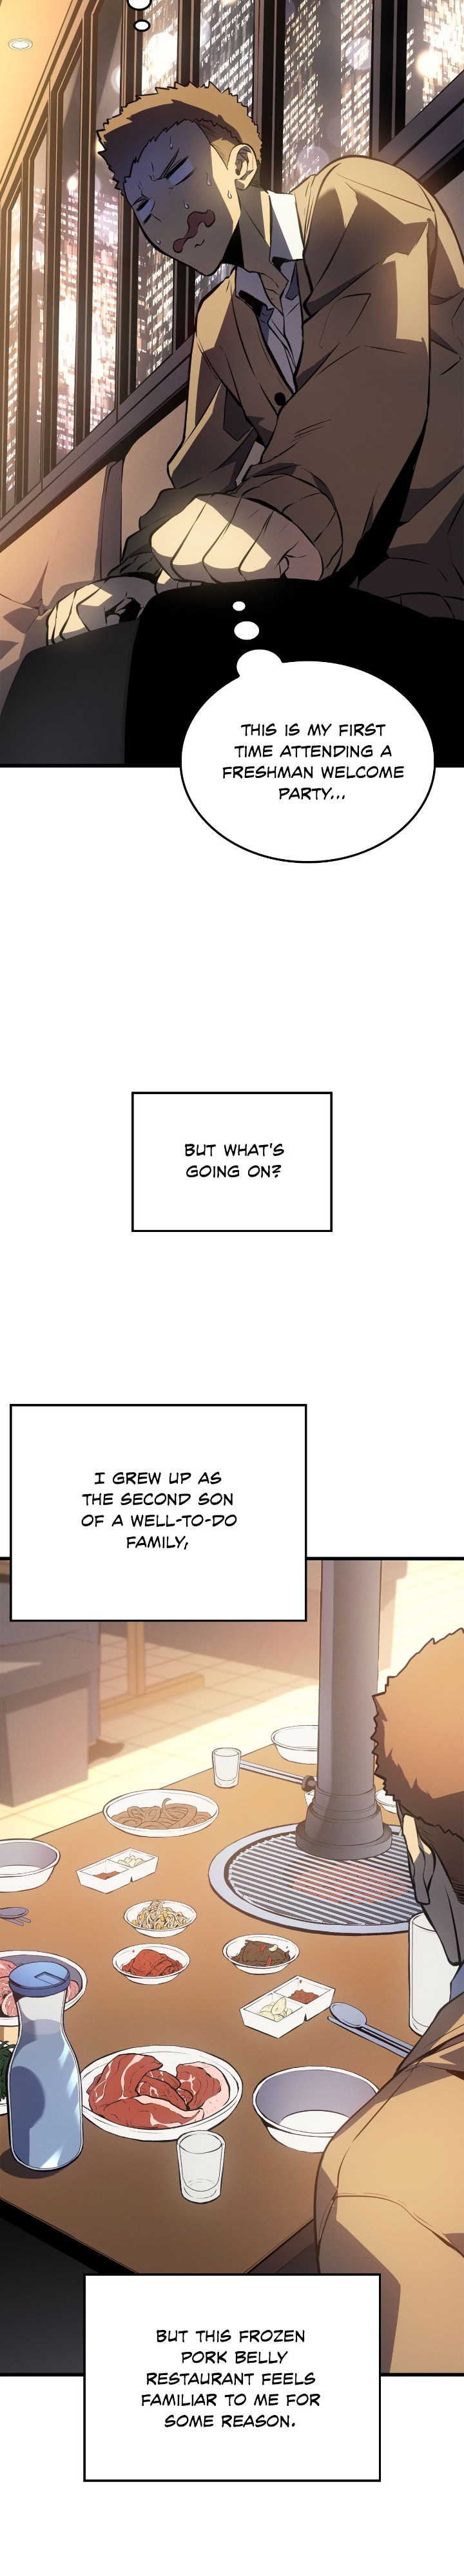 THIS IS MY FIRST
TIME ATTENDING A
FRESHMAN WELCOME
PARTY...
BUT WHAT'S
GOING ON?
I GREW UP AS
THE SECOND SON
OF A WELL-TO-DO
FAMILY,
BUT THIS FROZEN
PORK BELLY
RESTAURANT FEELS
FAMILIAR TO ME FOR
SOME REASON.